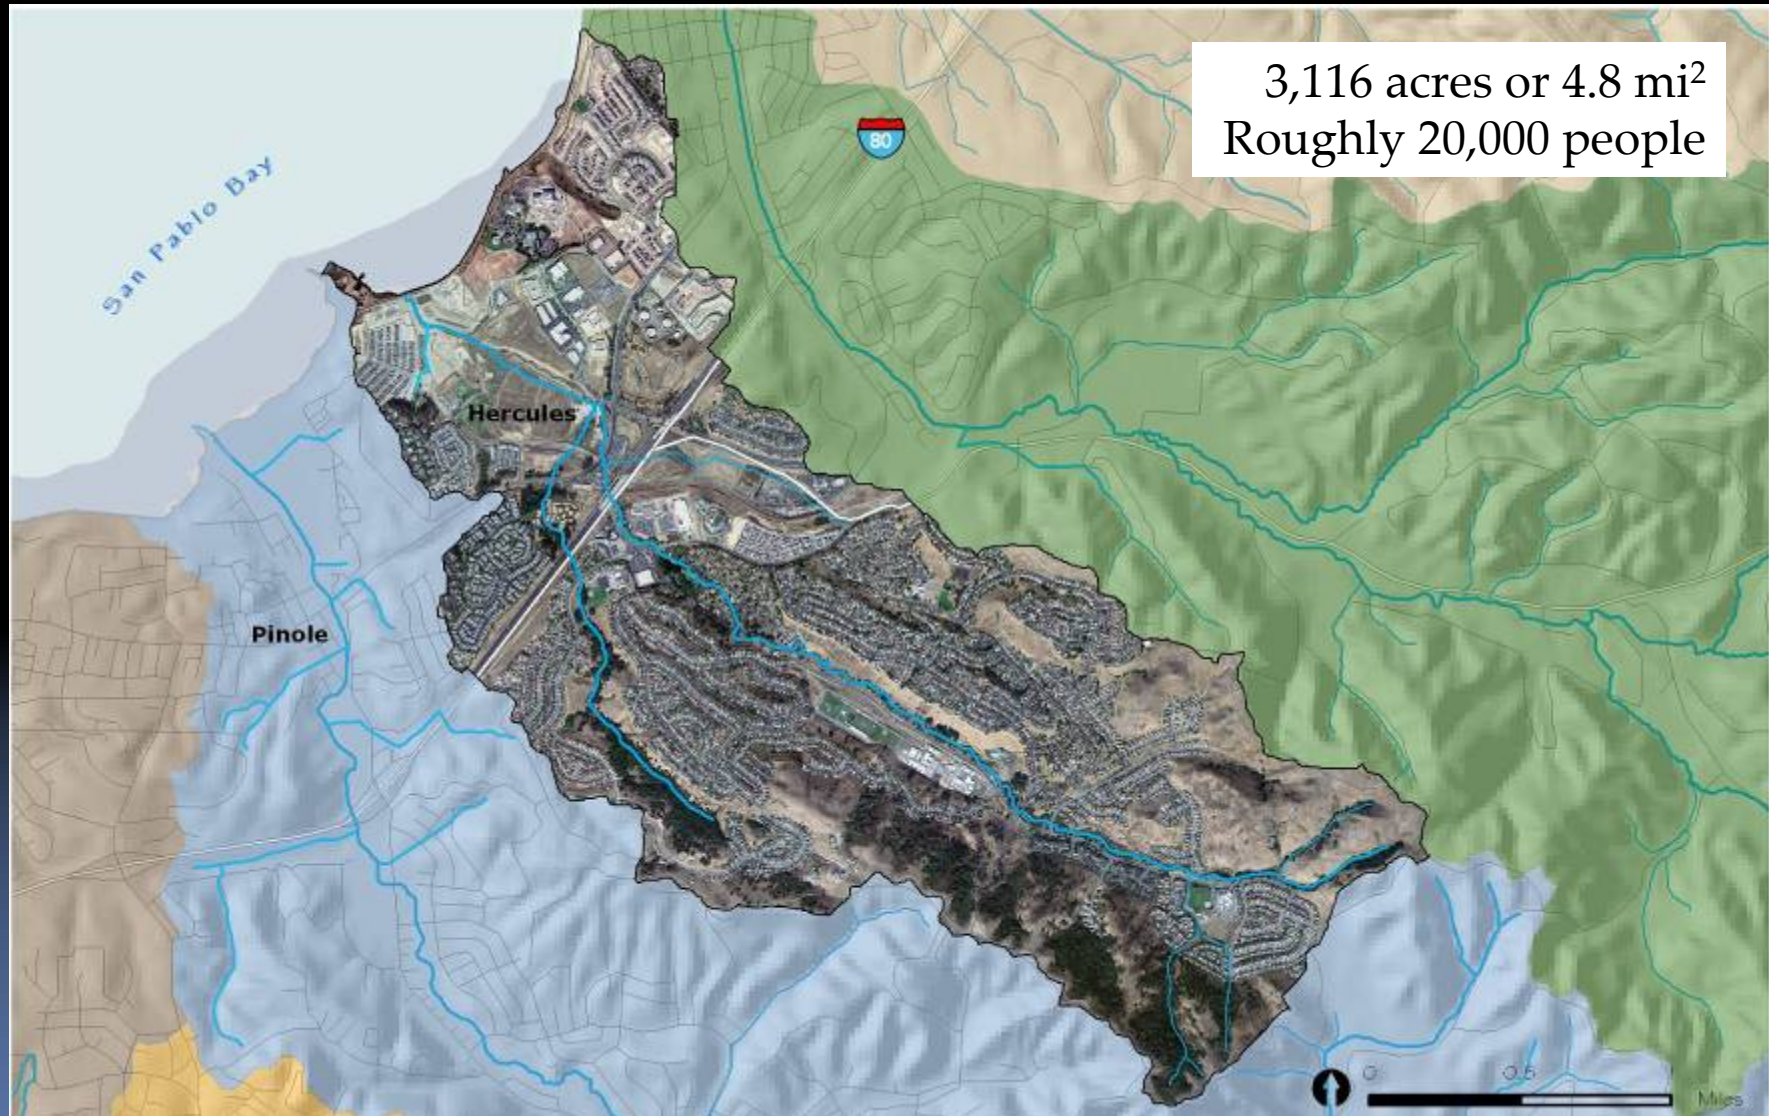 3,116 acres or 4.8 mi²
Roughly 20,000 people
80
San Pablo Bay
Hercules
Pinole
0 0.5
Miles